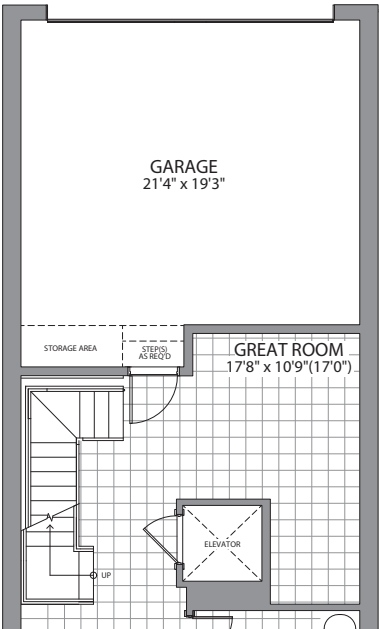 GARAGE
21'4" x 19'3"
STORAGE AREA
STEP(S)
AS REQ'D
GREAT ROOM
17'8" x 10'9"(17'0")
ELEVATOR
UP